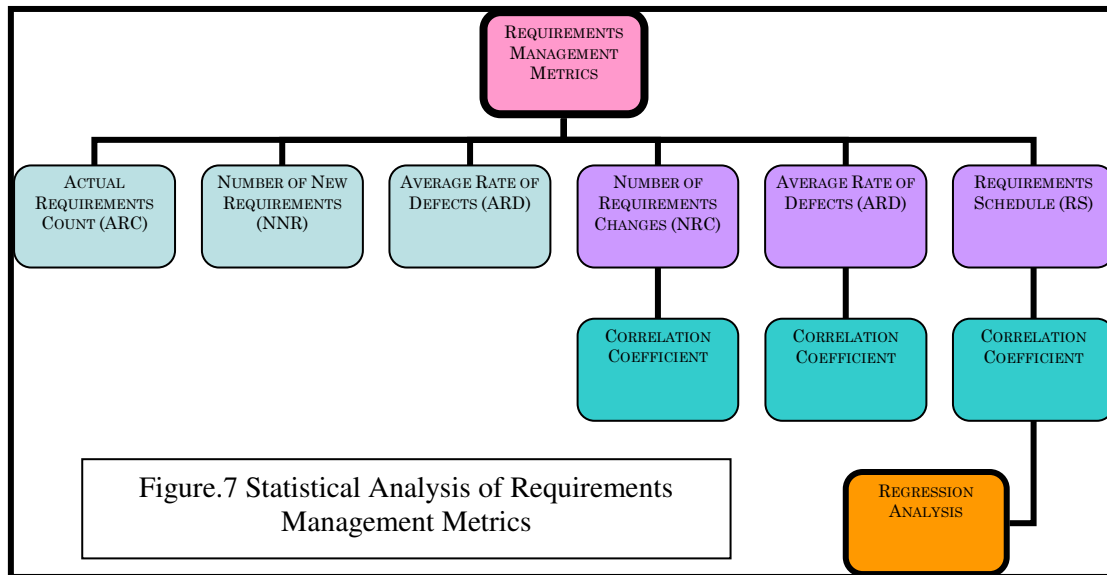 REQUIREMENTS
MANAGEMENT
METRICS
ACTUAL
REQUIREMENTS
COUNT (ARC)
NUMBER OF NEW
REQUIREMENTS
(NNR)
AVERAGE RATE OF
DEFECTS (ARD)
NUMBER OF
REQUIREMENTS
CHANGES (NRC)
AVERAGE RATE OF
DEFECTS (ARD)
REQUIREMENTS
SCHEDULE (RS)
CORRELATION
COEFFICIENT
CORRELATION
COEFFICIENT
CORRELATION
COEFFICIENT
REGRESSION
ANALYSIS
Figure.7 Statistical Analysis of Requirements
Management Metrics